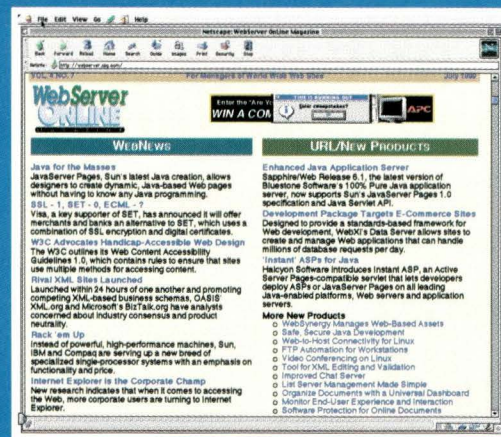 File Edit View Go Help
Netscape: WebServer OnLine Magazine
Back Forward Reload Home Search Guide Images Print Security Stop
VOL. 4 NO. 7 For Managers of World Wide Web Sites July 1999
WebServer
ONLINE
Enter the "Are
WIN A COM
TIME IS RUNNING OUT
APC
WEBNEWS
Java for the Masses
JavaServer Pages, Sun's latest Java creation, allows
designers to create dynamic, Java-based Web pages
without having to know any Java programming.
SSL - 1, SET - 0, ECML - ?
Visa, a key supporter of SET, has announced it will offer
merchants and banks an alternative to SET, which uses a
combination of SSL encryption and digital certificates.
W3C Advocates Handicap-Accessible Web Design
The W3C outlines its Web Content Accessibility
Guidelines 1.0, which contains rules to ensure that sites
use multiple methods for accessing content.
Rival XML Sites Launched
Launched within 24 hours of one another and promoting
competing XML-based business schemas, OASIS'
XML.org and Microsoft's BizTalk.org have analysts
concerned about industry consensus and product
neutrality.
Rack 'em Up
Instead of powerful, high-performance machines, Sun,
IBM and Compaq are serving up a new breed of
specialized single-processor systems with an emphasis on
functionality and price.
Internet Explorer is the Corporate Champ
New research indicates that when it comes to accessing
the Web, more corporate users are turning to Internet
Explorer.
URL/NEW PRODUCTS
Enhanced Java Application Server
Sapphire/Web Release 6.1, the latest version of
Bluestone Software's 100% Pure Java application
server, now supports Sun's JavaServer Pages 1.0
specification and Java Servlet API.
Development Package Targets E-Commerce Sites
Designed to provide a standards-based framework for
Web development, WebXi's Data Server allows sites to
create and manage Web applications that can handle
millions of database requests per day.
'Instant' ASPs for Java
Halcyon Software introduces Instant ASP, an Active
Server Pages-compatible servlet that lets developers
deploy ASPs or JavaServer Pages on all leading
Java-enabled platforms, Web servers and application
servers.
More New Products
WebSynergy Manages Web-Based Assets
Safe, Secure Java Development
Web-to-Host Connectivity for Linux
FTP Automation for Workstations
Video Conferencing on Linux
Tool for XML Editing and Validation
Improved Chat Server
List Server Management Made Simple
Organize Documents with a Universal Dashboard
Monitor End-User Experience and Interaction
Software Protection for Online Documents